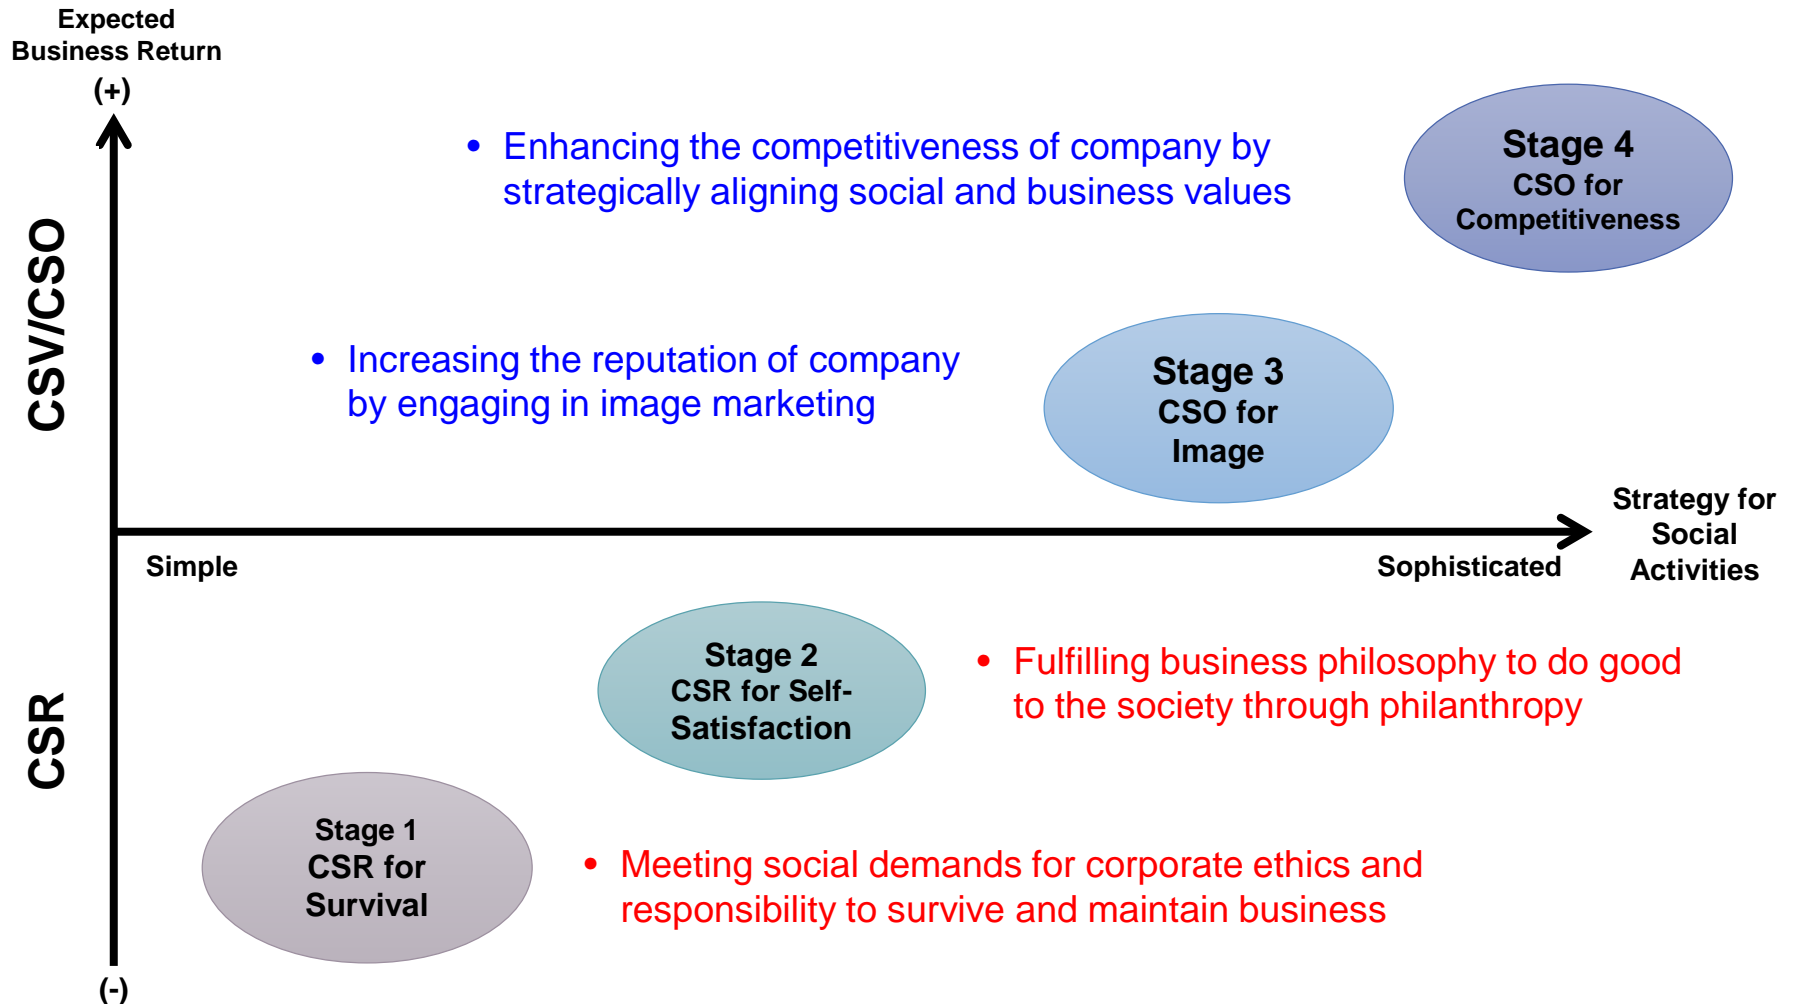 Expected
Business Return
(+)
• Enhancing the competitiveness of company by
strategically aligning social and business values
Stage 4
CSO for
Competitiveness
CSV/CSO
• Increasing the reputation of company
by engaging in image marketing
Stage 3
CSO for
Image
Strategy for
Social
Activities
Simple
Sophisticated
CSR
Stage 2
CSR for Self-
Satisfaction
• Fulfilling business philosophy to do good
to the society through philanthropy
Stage 1
CSR for
Survival
• Meeting social demands for corporate ethics and
responsibility to survive and maintain business
(-)